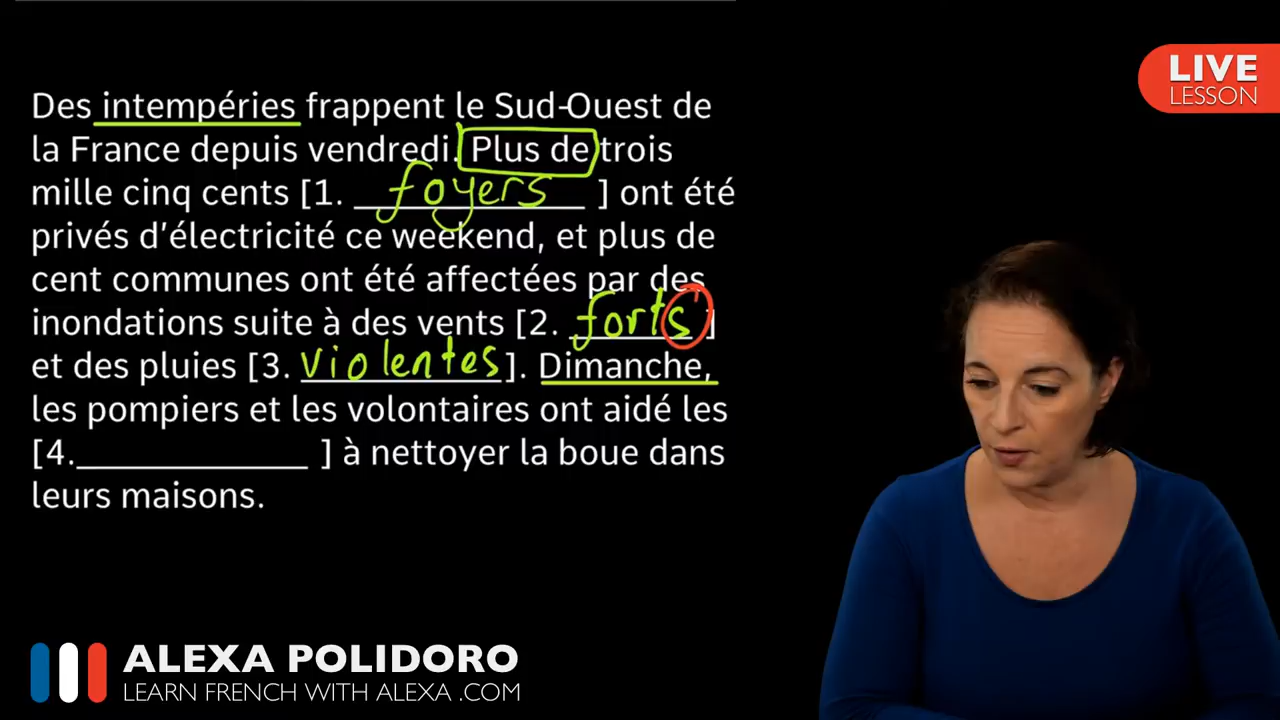 Des intempéries frappent le Sud-Ouest de
la France depuis vendredi. Plus de trois
mille cinq cents [1. foyers ] ont été
privés d'électricité ce weekend, et plus de
cent communes ont été affectées par des
inondations suite à des vents [2. forts ]
et des pluies [3. violentes ]. Dimanche,
les pompiers et les volontaires ont aidé les
[4.____________ ] à nettoyer la boue dans
leurs maisons.
LIVE
LESSON
ALEXA POLIDORO
LEARN FRENCH WITH ALEXA .COM